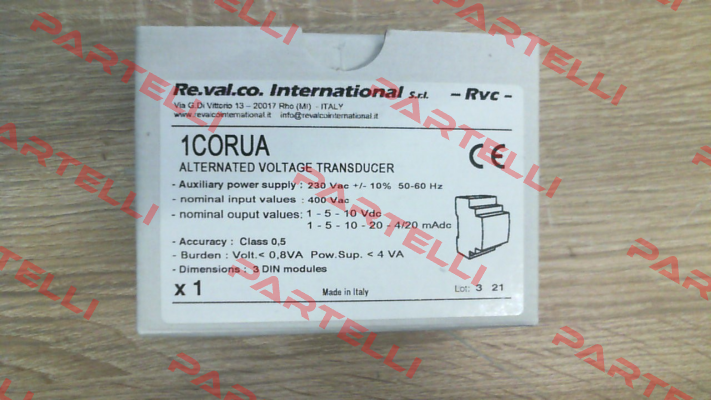 Re.val.co. International S.r.l. - Rvc -
Via G.Di Vittorio 13 - 20017 Rho (MI) - ITALY
www.revalcointernational.it info@revalcointernational.it
1CORUA
CE
ALTERNATED VOLTAGE TRANSDUCER
- Auxiliary power supply : 230 Vac +/- 10% 50-60 Hz
- nominal input values : 400 Vac
- nominal ouput values: 1 - 5 - 10 Vdc
1 - 5 - 10 - 20 - 4/20 mAdc
- Accuracy : Class 0,5
- Burden : Volt.< 0,8VA Pow.Sup. < 4 VA
- Dimensions : 3 DIN modules
x 1 Made in Italy Lot: 3 21
PARTELLI
PARTELLI
PARTELLI
PARTELLI
PARTELLI
PARTELLI
PARTELLI